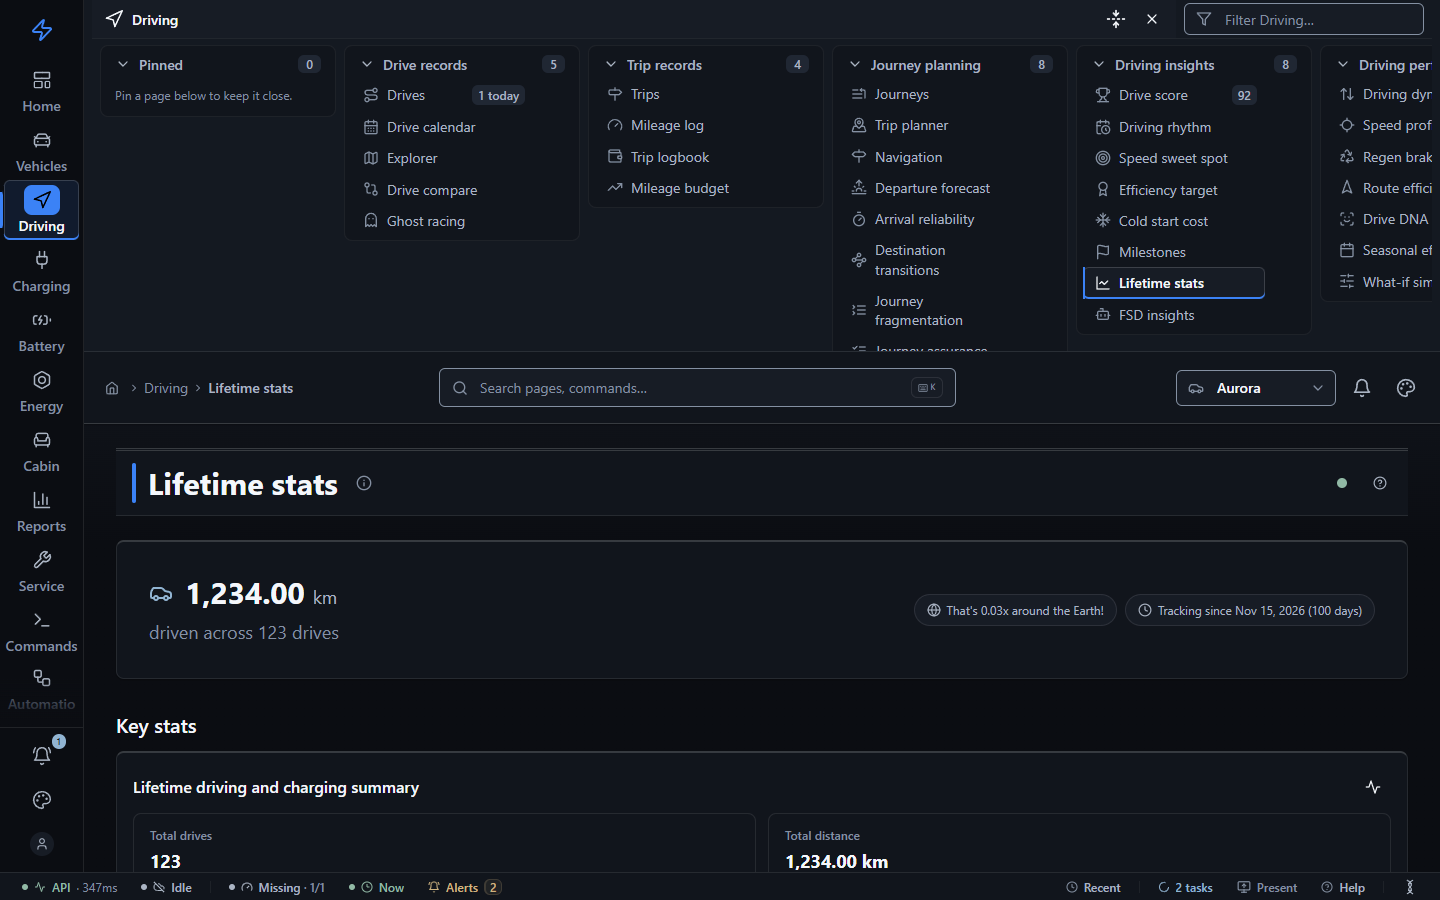 Driving
Filter Driving...
Home
Vehicles
Driving
Charging
Battery
Energy
Cabin
Reports
Service
Commands
Automatio
1
Pinned 0
Pin a page below to keep it close.
Drive records 5
Drives 1 today
Drive calendar
Explorer
Drive compare
Ghost racing
Trip records 4
Trips
Mileage log
Trip logbook
Mileage budget
Journey planning 8
Journeys
Trip planner
Navigation
Departure forecast
Arrival reliability
Destination
transitions
Journey
fragmentation
Journey assurance
Driving insights 8
Drive score 92
Driving rhythm
Speed sweet spot
Efficiency target
Cold start cost
Milestones
Lifetime stats
FSD insights
Driving per
Driving dyn
Speed prof
Regen brak
Route effici
Drive DNA
Seasonal ef
What-if sim
Driving > Lifetime stats
Search pages, commands...
K
Aurora
Lifetime stats
1,234.00 km
driven across 123 drives
That's 0.03x around the Earth!
Tracking since Nov 15, 2026 (100 days)
Key stats
Lifetime driving and charging summary
Total drives
123
Total distance
1,234.00 km
API · 347ms
Idle
Missing · 1/1
Now
Alerts 2
Recent
2 tasks
Present
Help